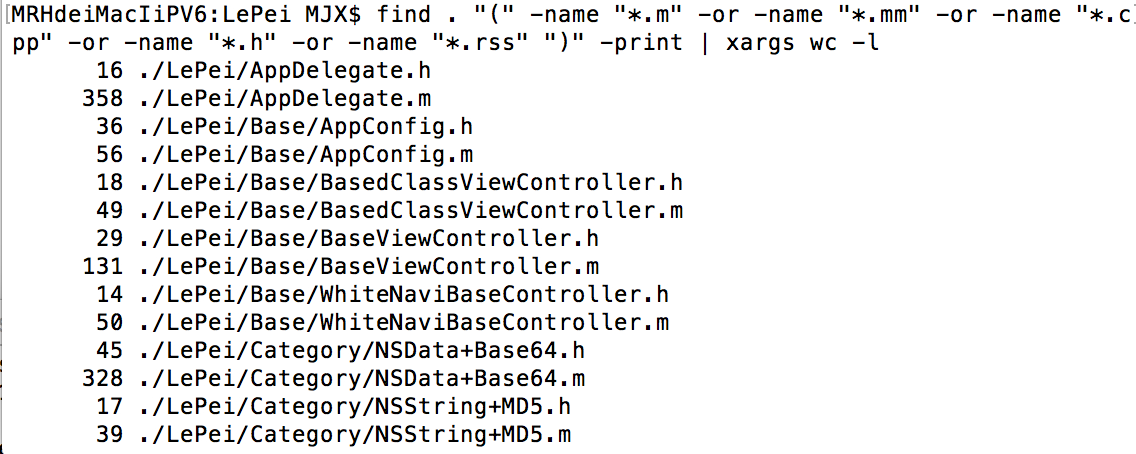 [MRHdeiMacIiPV6:LePei MJX$ find . "(" -name "*.m" -or -name "*.mm" -or -name "*.c]
pp" -or -name "*.h" -or -name "*.rss" ")" -print | xargs wc -l
16 ./LePei/AppDelegate.h
358 ./LePei/AppDelegate.m
36 ./LePei/Base/AppConfig.h
56 ./LePei/Base/AppConfig.m
18 ./LePei/Base/BasedClassViewController.h
49 ./LePei/Base/BasedClassViewController.m
29 ./LePei/Base/BaseViewController.h
131 ./LePei/Base/BaseViewController.m
14 ./LePei/Base/WhiteNaviBaseController.h
50 ./LePei/Base/WhiteNaviBaseController.m
45 ./LePei/Category/NSData+Base64.h
328 ./LePei/Category/NSData+Base64.m
17 ./LePei/Category/NSString+MD5.h
39 ./LePei/Category/NSString+MD5.m